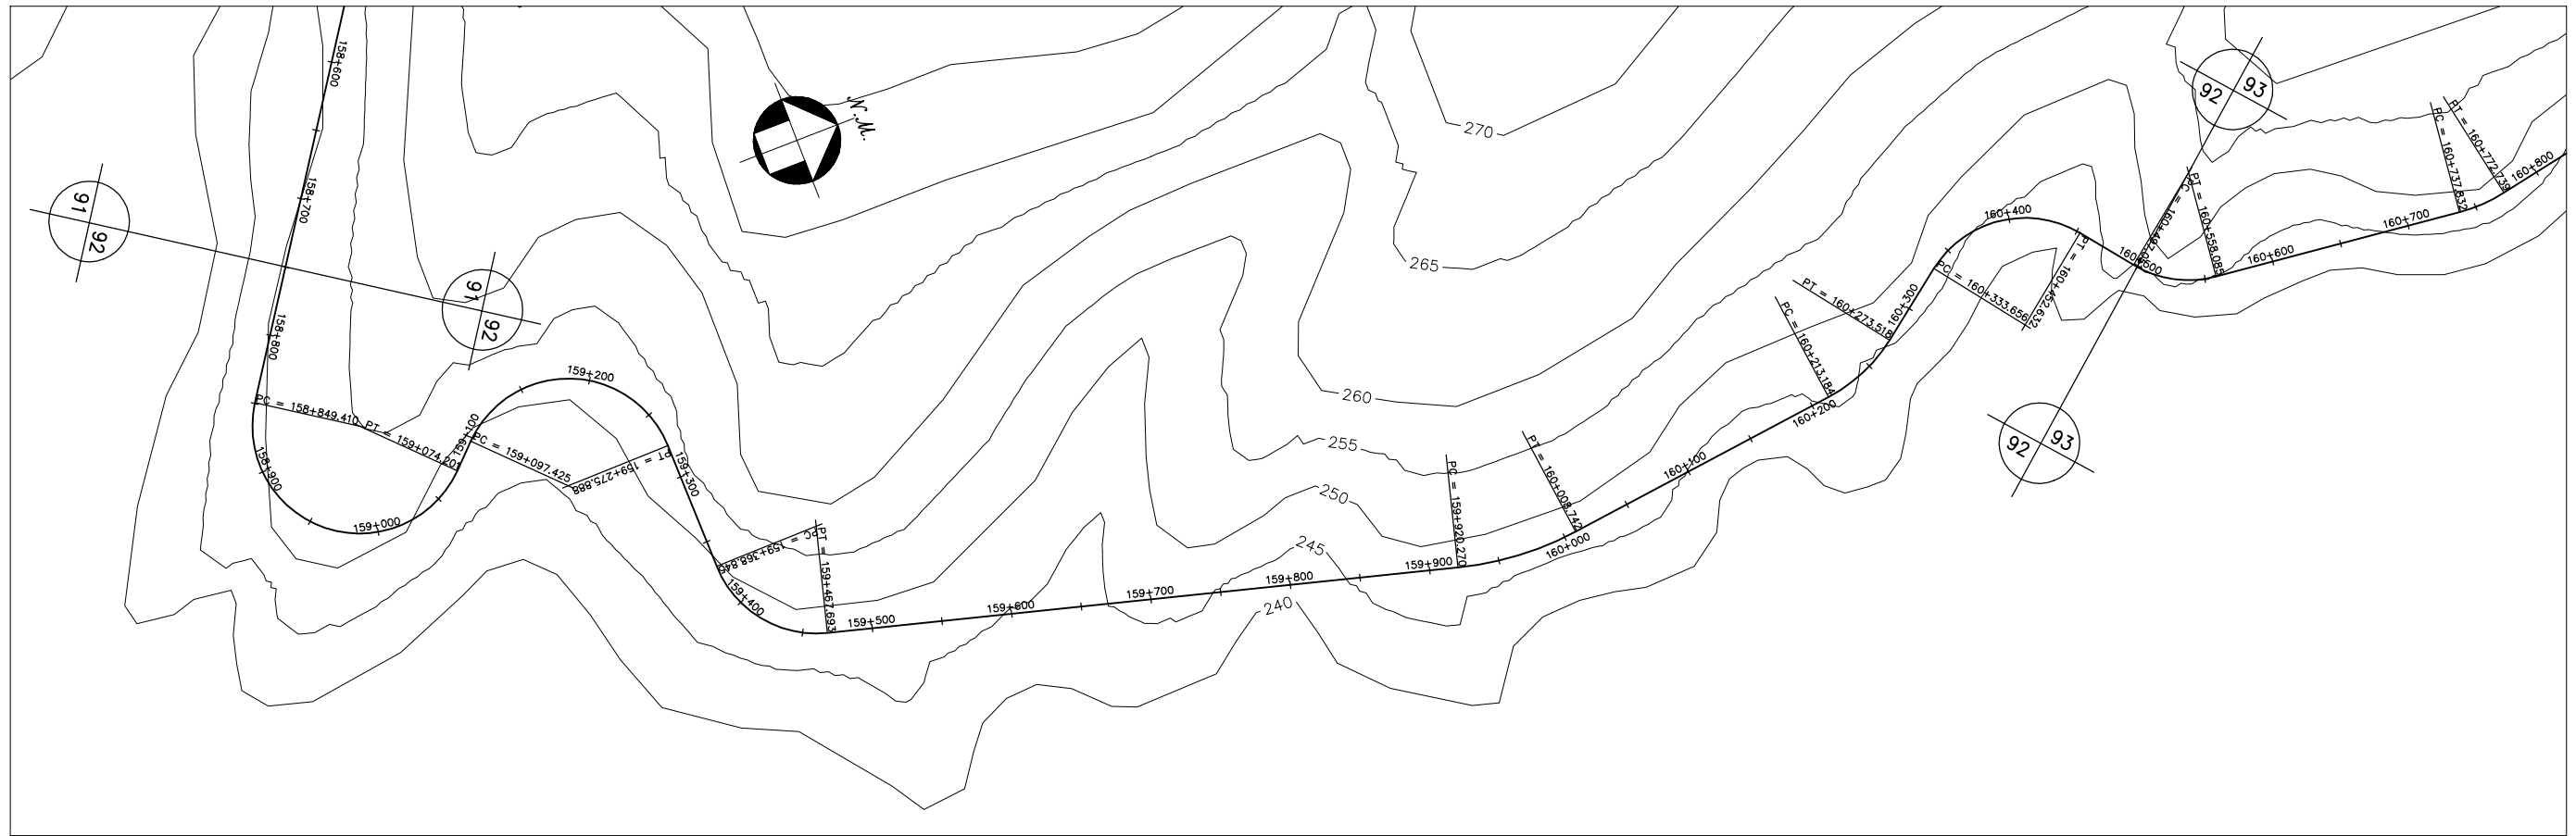 158+600
N.M.
91
92
158+700
158+800
91
92
PC = 158+849.410
PT = 159+074.201
158+900
159+000
159+100
PC = 159+097.425
159+200
PT = 159+275.888
159+300
PC = 159+368.845
159+400
PT = 159+467.693
159+500
159+600
159+700
159+800
159+900
PC = 159+920.270
PT = 160+008.742
160+000
160+100
160+200
PC = 160+213.184
PT = 160+273.518
160+300
PC = 160+333.656
160+400
PT = 160+452.632
160+500
PT = 160+558.085
160+600
160+700
PC = 160+737.832
PT = 160+772.739
160+800
92
93
92
93
270
265
260
255
250
245
240